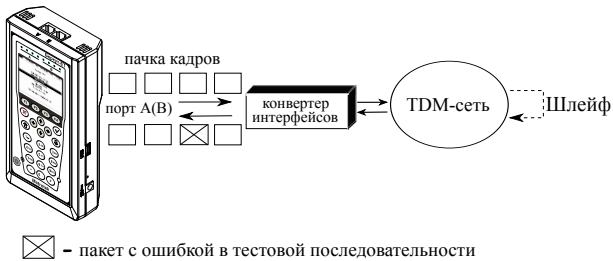 пачка кадров
порт A(B)
конвертер
интерфейсов
TDM-сеть
Шлейф
– пакет с ошибкой в тестовой последовательности